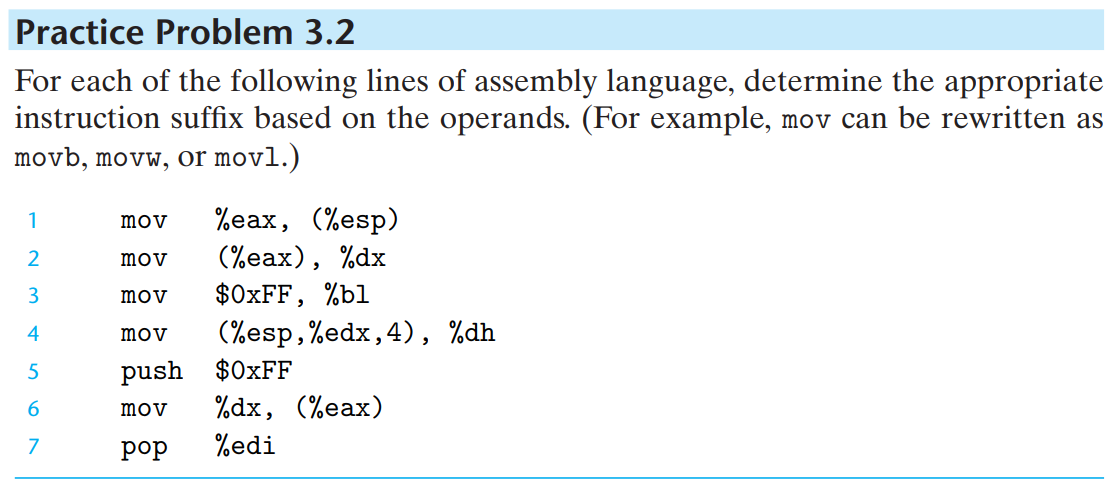 Practice Problem 3.2
For each of the following lines of assembly language, determine the appropriate
instruction suffix based on the operands. (For example, mov can be rewritten as
movb, movw, or movl.)
1 mov %eax, (%esp)
2 mov (%eax), %dx
3 mov $0xFF, %bl
4 mov (%esp,%edx,4), %dh
5 push $0xFF
6 mov %dx, (%eax)
7 pop %edi